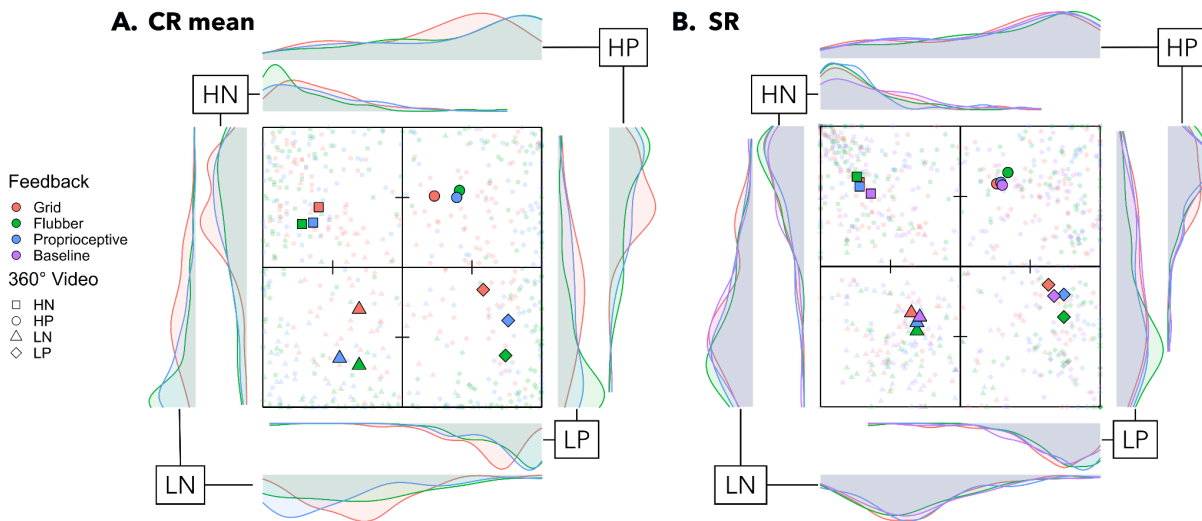 A. CR mean
B. SR
HP
HP
HN
HN
Feedback
Grid
Flubber
Proprioceptive
Baseline
360° Video
HN
HP
LN
LP
LP
LP
LN
LN